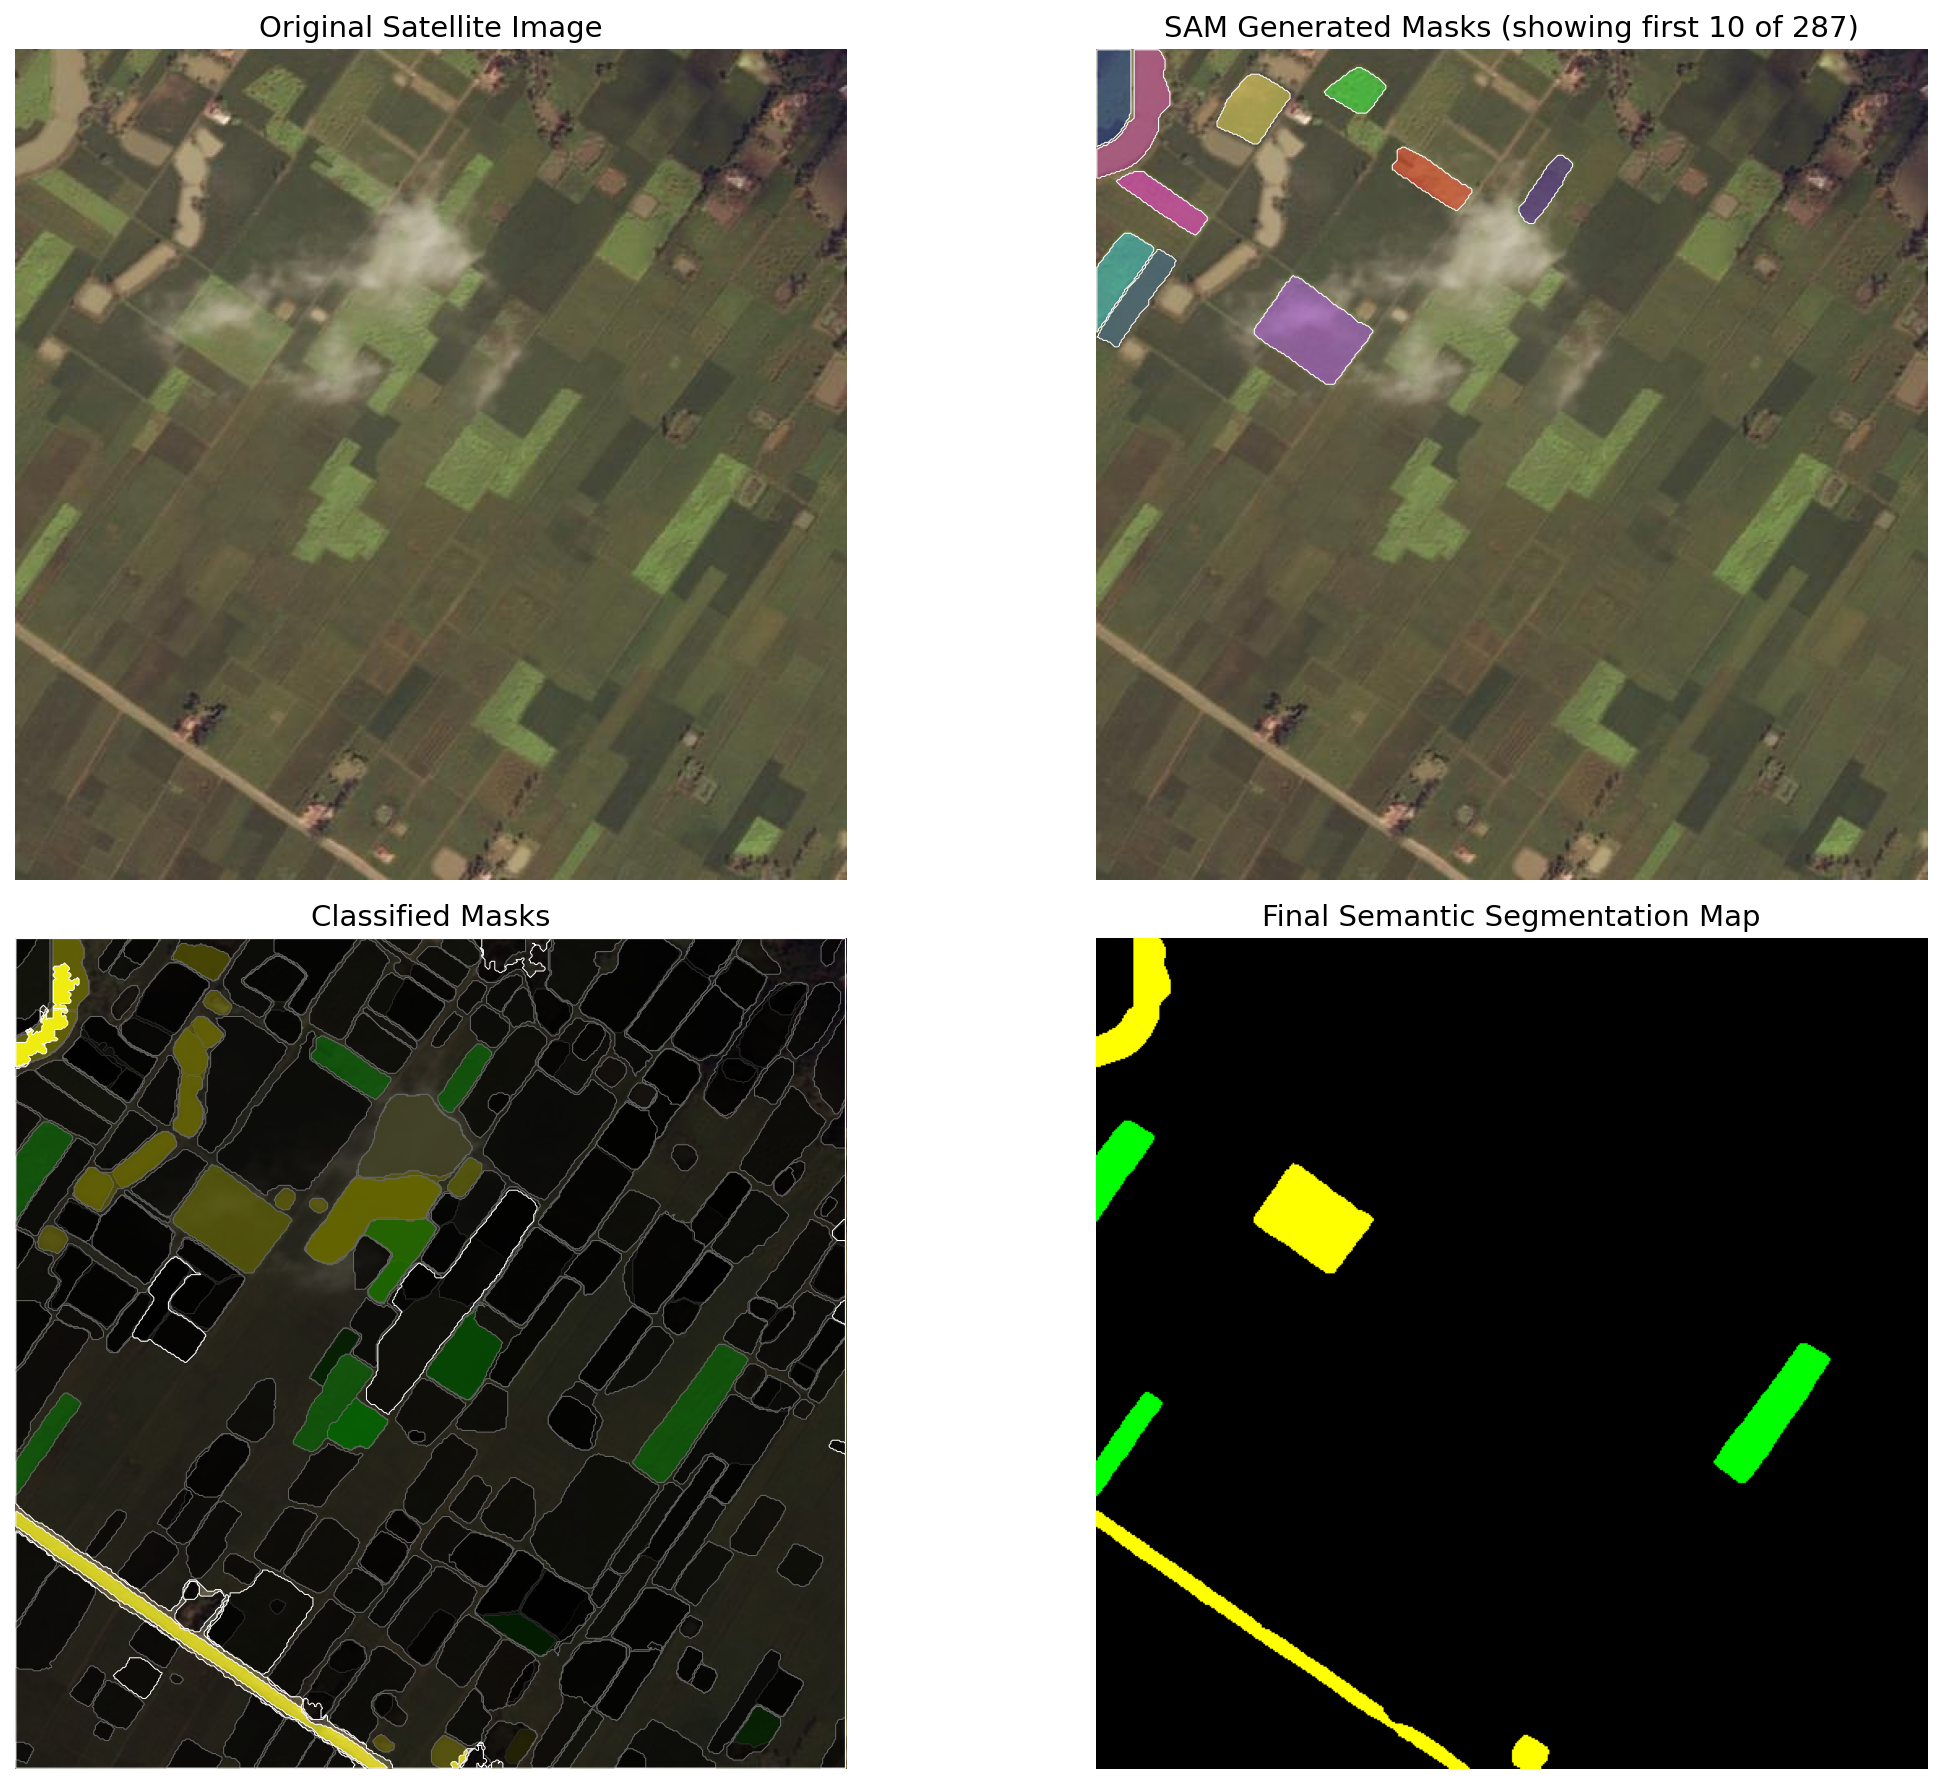 Original Satellite Image
SAM Generated Masks (showing first 10 of 287)
Classified Masks
Final Semantic Segmentation Map